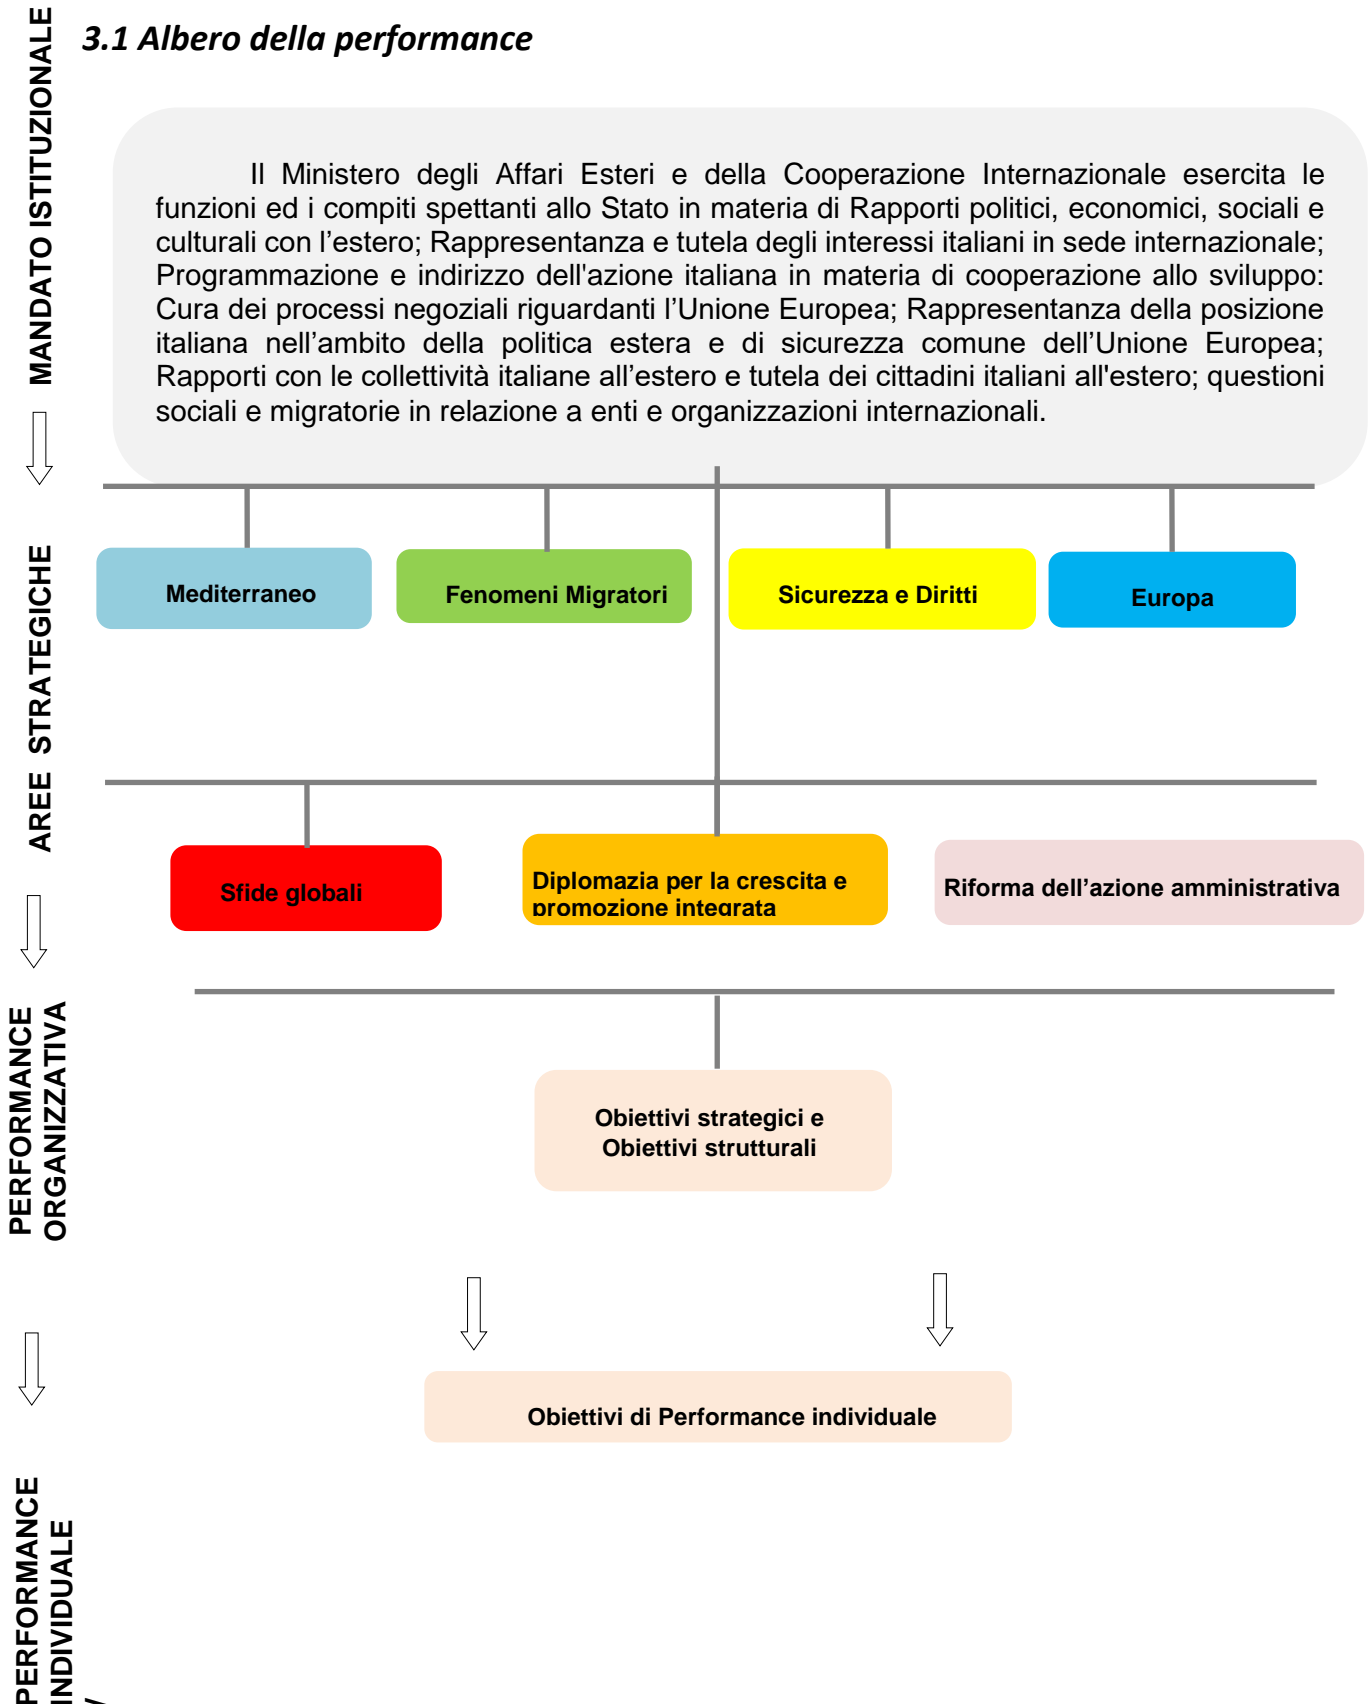 3.1 Albero della performance
MANDATO ISTITUZIONALE
Il Ministero degli Affari Esteri e della Cooperazione Internazionale esercita le
funzioni ed i compiti spettanti allo Stato in materia di Rapporti politici, economici, sociali e
culturali con l’estero; Rappresentanza e tutela degli interessi italiani in sede internazionale;
Programmazione e indirizzo dell'azione italiana in materia di cooperazione allo sviluppo:
Cura dei processi negoziali riguardanti l’Unione Europea; Rappresentanza della posizione
italiana nell’ambito della politica estera e di sicurezza comune dell’Unione Europea;
Rapporti con le collettività italiane all’estero e tutela dei cittadini italiani all'estero; questioni
sociali e migratorie in relazione a enti e organizzazioni internazionali.
AREE STRATEGICHE
Mediterraneo
Fenomeni Migratori
Sicurezza e Diritti
Europa
Sfide globali
Diplomazia per la crescita e
promozione integrata
Riforma dell’azione amministrativa
PERFORMANCE
ORGANIZZATIVA
Obiettivi strategici e
Obiettivi strutturali
Obiettivi di Performance individuale
PERFORMANCE
INDIVIDUALE